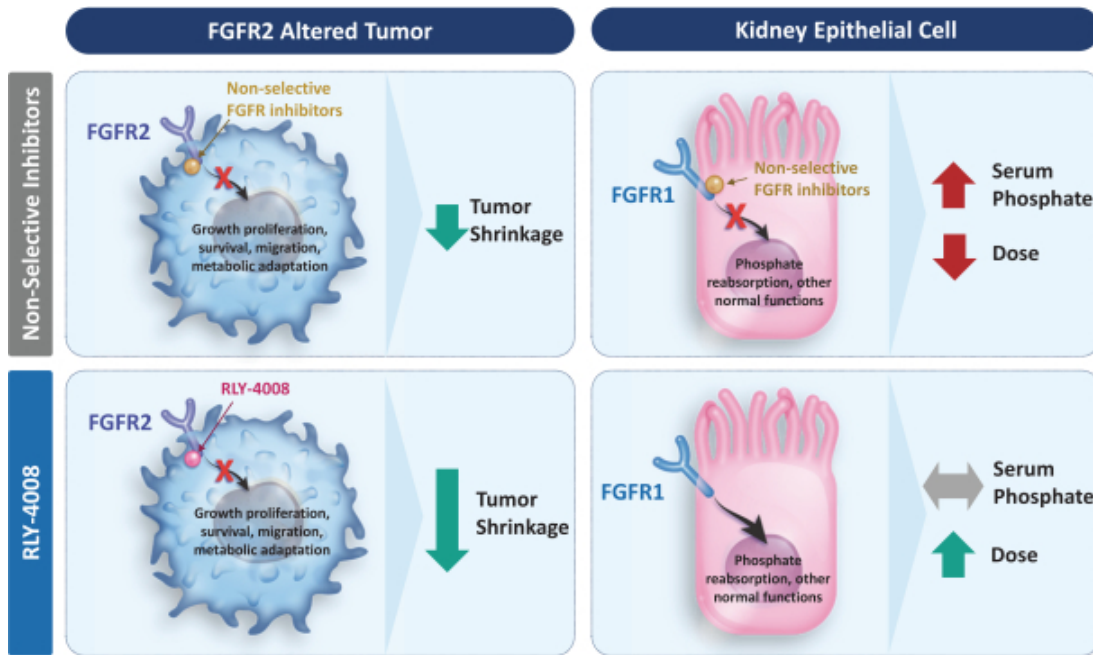 FGFR2 Altered Tumor
Kidney Epithelial Cell
Non-Selective Inhibitors
Non-selective
FGFR inhibitors
FGFR2
X
Growth proliferation,
survival, migration,
metabolic adaptation
Tumor
Shrinkage
Non-selective
FGFR inhibitors
FGFR1
X
Phosphate
reabsorption, other
normal functions
Serum
Phosphate
Dose
RLY-4008
RLY-4008
FGFR2
X
Growth proliferation,
survival, migration,
metabolic adaptation
Tumor
Shrinkage
FGFR1
Phosphate
reabsorption, other
normal functions
Serum
Phosphate
Dose